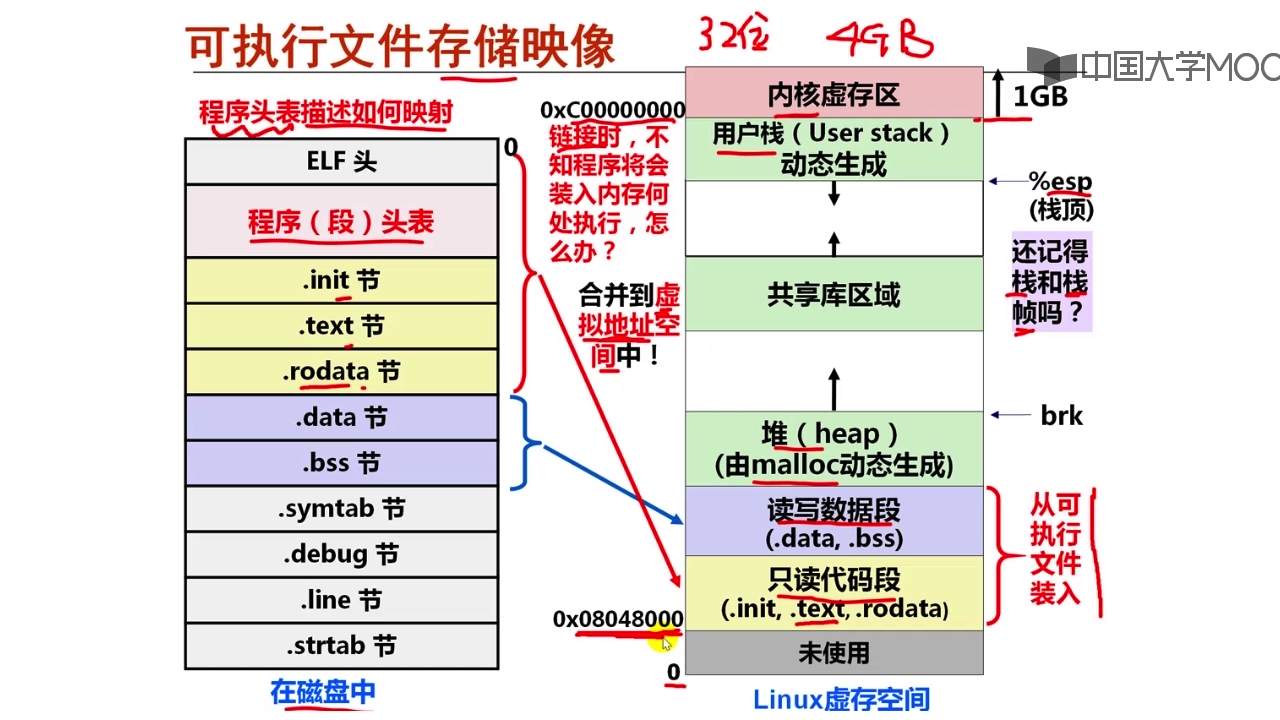 可执行文件存储映像
32位 4GB
中国大学MOO
程序头表描述如何映射
ELF 头
程序（段）头表
.init 节
.text 节
.rodata 节
.data 节
.bss 节
.symtab 节
.debug 节
.line 节
.strtab 节
在磁盘中
0
0xC00000000
链接时，不
知程序将会
装入内存何
处执行，怎
么办？
合并到虚
拟地址空
间中！
0x08048000
0
内核虚存区
用户栈（User stack）
动态生成
共享库区域
堆（heap）
(由malloc动态生成)
读写数据段
(.data, .bss)
只读代码段
(.init, .text, .rodata)
未使用
Linux虚存空间
1GB
%esp
(栈顶)
还记得
栈和栈
帧吗？
brk
从可
执行
文件
装入